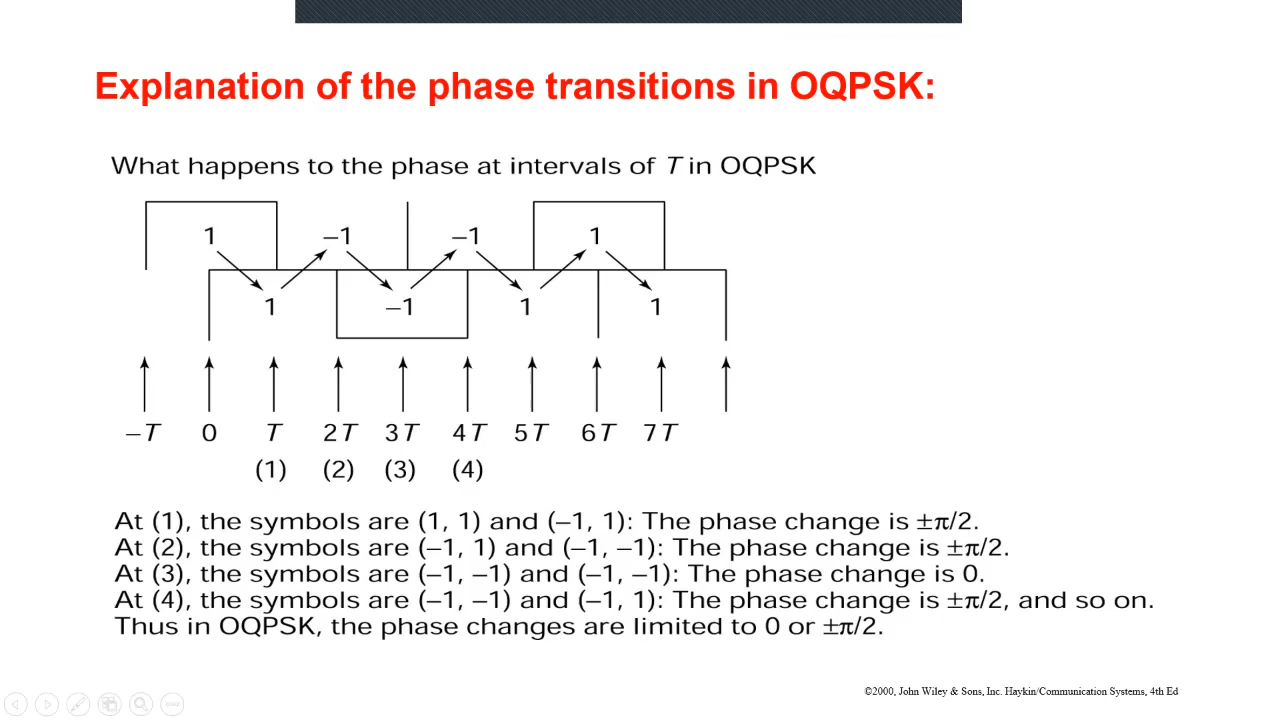 Explanation of the phase transitions in OQPSK:
What happens to the phase at intervals of T in OQPSK
1 –1 –1 1
1 –1 1 1
–T 0 T 2T 3T 4T 5T 6T 7T
(1) (2) (3) (4)
At (1), the symbols are (1, 1) and (–1, 1): The phase change is ±π/2.
At (2), the symbols are (–1, 1) and (–1, –1): The phase change is ±π/2.
At (3), the symbols are (–1, –1) and (–1, –1): The phase change is 0.
At (4), the symbols are (–1, –1) and (–1, 1): The phase change is ±π/2, and so on.
Thus in OQPSK, the phase changes are limited to 0 or ±π/2.
©2000, John Wiley & Sons, Inc. Haykin/Communication Systems, 4th Ed